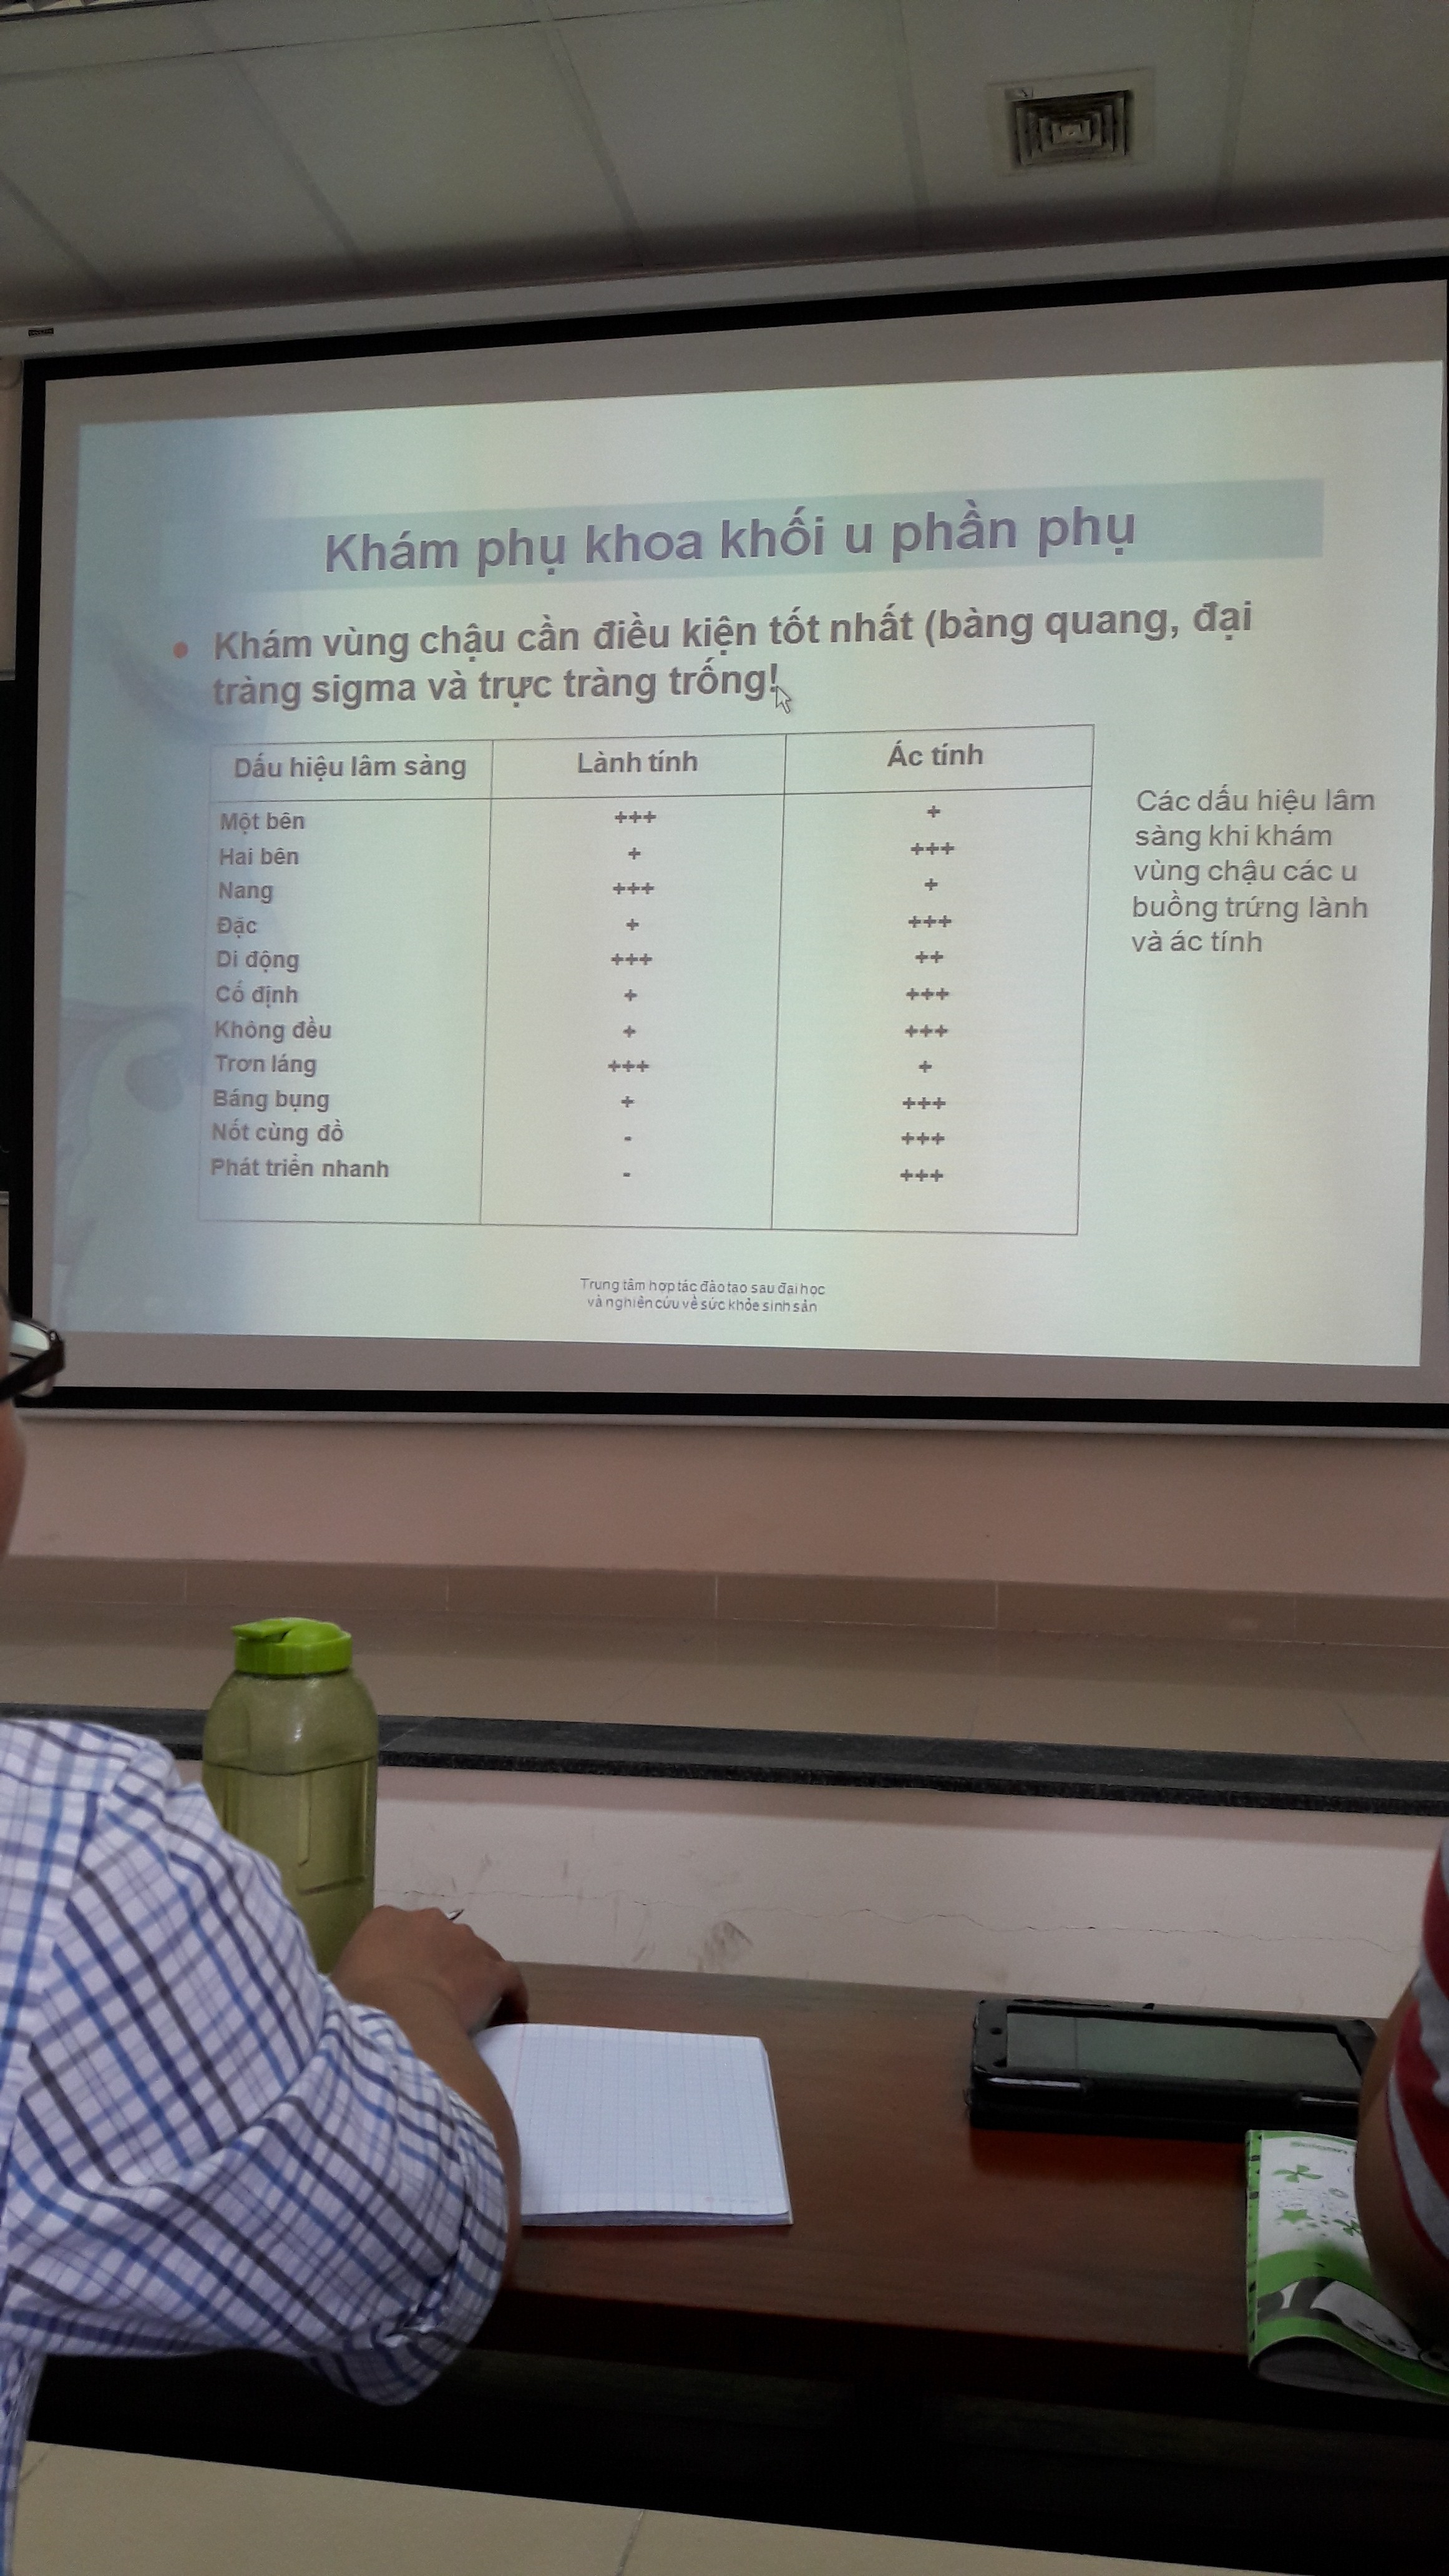 Khám phụ khoa khối u phần phụ
• Khám vùng chậu cần điều kiện tốt nhất (bàng quang, đại
tràng sigma và trực tràng trống!
Dấu hiệu lâm sàng Lành tính Ác tính
Một bên +++ +
Hai bên + +++
Nang +++ +
Đặc + +++
Di động +++ ++
Cố định + +++
Không đều + +++
Trơn láng +++ +
Báng bụng + +++
Nốt cùng đồ - +++
Phát triển nhanh - +++
Các dấu hiệu lâm
sàng khi khám
vùng chậu các u
buồng trứng lành
và ác tính
Trung tâm hợp tác đào tạo sau đại học
và nghiên cứu về sức khỏe sinh sản